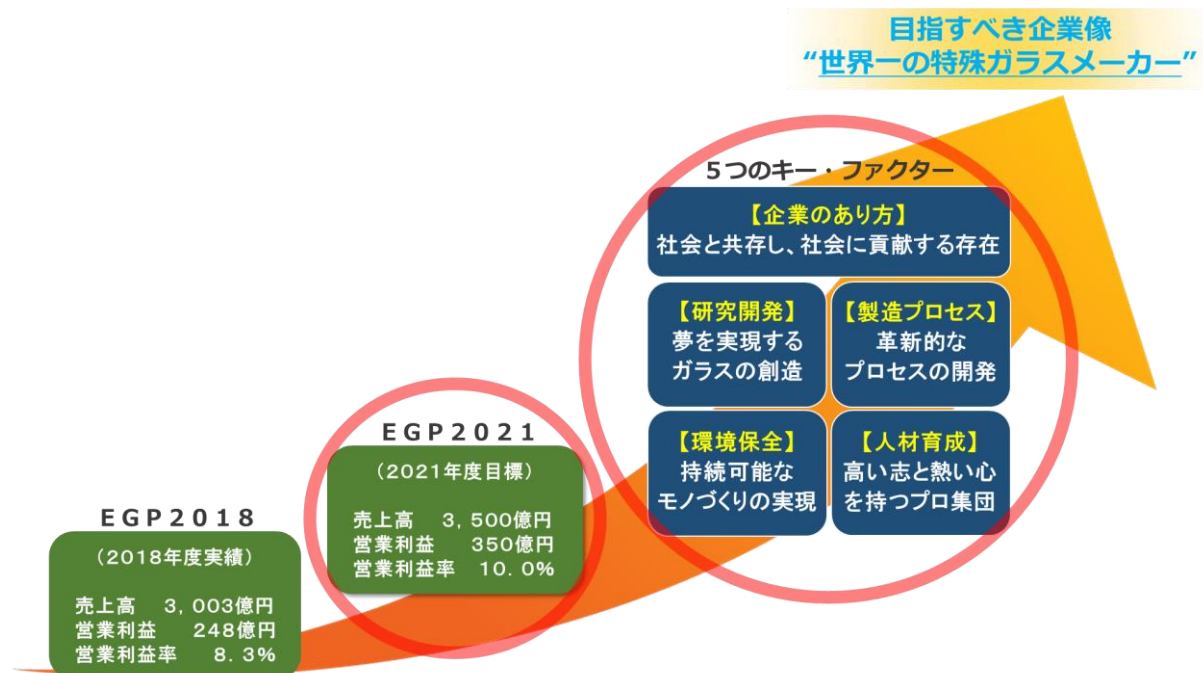 目指すべき企業像
“世界一の特殊ガラスメーカー”
5つのキー・ファクター
【企業のあり方】
社会と共存し、社会に貢献する存在
【研究開発】
夢を実現する
ガラスの創造
【製造プロセス】
革新的な
プロセスの開発
【環境保全】
持続可能な
モノづくりの実現
【人材育成】
高い志と熱い心
を持つプロ集団
EGP2021
(2021年度目標)
売上高 3,500億円
営業利益 350億円
営業利益率 10.0%
EGP2018
(2018年度実績)
売上高 3,003億円
営業利益 248億円
営業利益率 8.3%